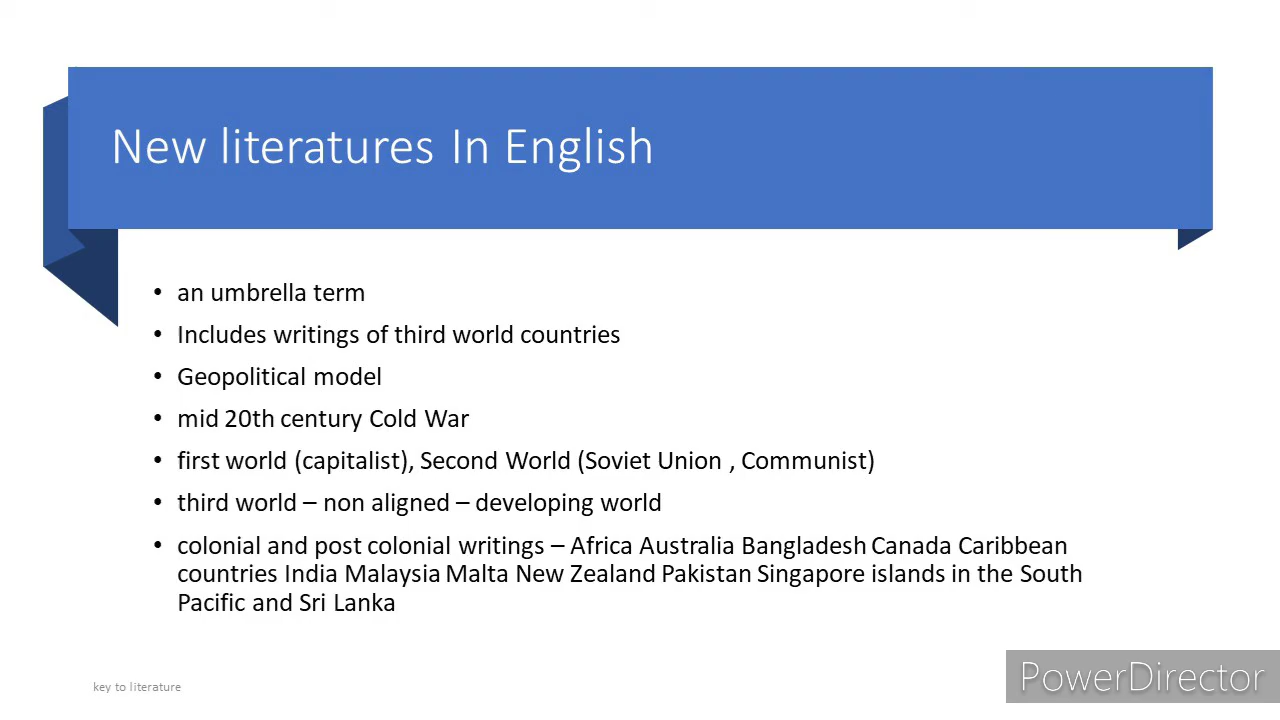 New literatures In English
• an umbrella term
• Includes writings of third world countries
• Geopolitical model
• mid 20th century Cold War
• first world (capitalist), Second World (Soviet Union , Communist)
• third world – non aligned – developing world
• colonial and post colonial writings – Africa Australia Bangladesh Canada Caribbean
countries India Malaysia Malta New Zealand Pakistan Singapore islands in the South
Pacific and Sri Lanka
key to literature
PowerDirector